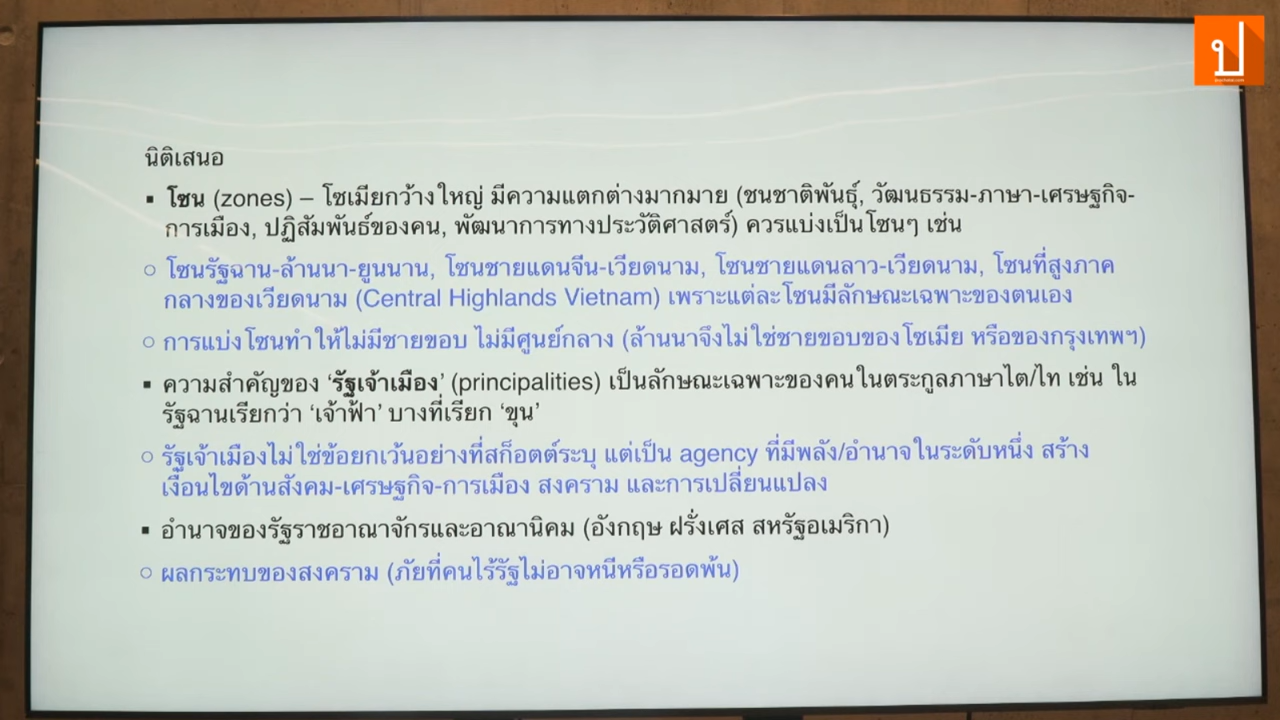 ป
นิติเสนอ
▪ โซน (zones) – โซเมียกว้างใหญ่ มีความแตกต่างมากมาย (ชนชาติพันธุ์, วัฒนธรรม-ภาษา-เศรษฐกิจ-
การเมือง, ปฏิสัมพันธ์ของคน, พัฒนาการทางประวัติศาสตร์) ควรแบ่งเป็นโซนๆ เช่น
○ โซนรัฐฉาน-ล้านนา-ยูนนาน, โซนชายแดนจีน-เวียดนาม, โซนชายแดนลาว-เวียดนาม, โซนที่สูงภาค
กลางของเวียดนาม (Central Highlands Vietnam) เพราะแต่ละโซนมีลักษณะเฉพาะของตนเอง
○ การแบ่งโซนทำให้ไม่มีชายขอบ ไม่มีศูนย์กลาง (ล้านนาจึงไม่ใช่ชายขอบของโซเมีย หรือของกรุงเทพฯ)
▪ ความสำคัญของ ‘รัฐเจ้าเมือง’ (principalities) เป็นลักษณะเฉพาะของคนในตระกูลภาษาไต/ไท เช่น ใน
รัฐฉานเรียกว่า ‘เจ้าฟ้า’ บางที่เรียก ‘ขุน’
○ รัฐเจ้าเมืองไม่ใช่ข้อยกเว้นอย่างที่สก็อตต์ระบุ แต่เป็น agency ที่มีพลัง/อำนาจในระดับหนึ่ง สร้าง
เงื่อนไขด้านสังคม-เศรษฐกิจ-การเมือง สงคราม และการเปลี่ยนแปลง
▪ อำนาจของรัฐราชอาณาจักรและอาณานิคม (อังกฤษ ฝรั่งเศส สหรัฐอเมริกา)
○ ผลกระทบของสงคราม (ภัยที่คนไร้รัฐไม่อาจหนีหรือรอดพ้น)